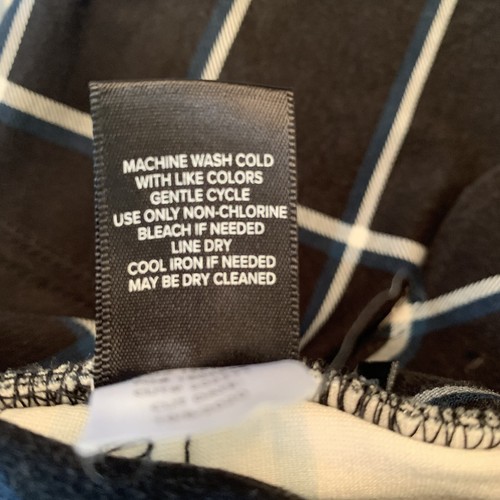 MACHINE WASH COLD
WITH LIKE COLORS
GENTLE CYCLE
USE ONLY NON-CHLORINE
BLEACH IF NEEDED
LINE DRY
COOL IRON IF NEEDED
MAY BE DRY CLEANED